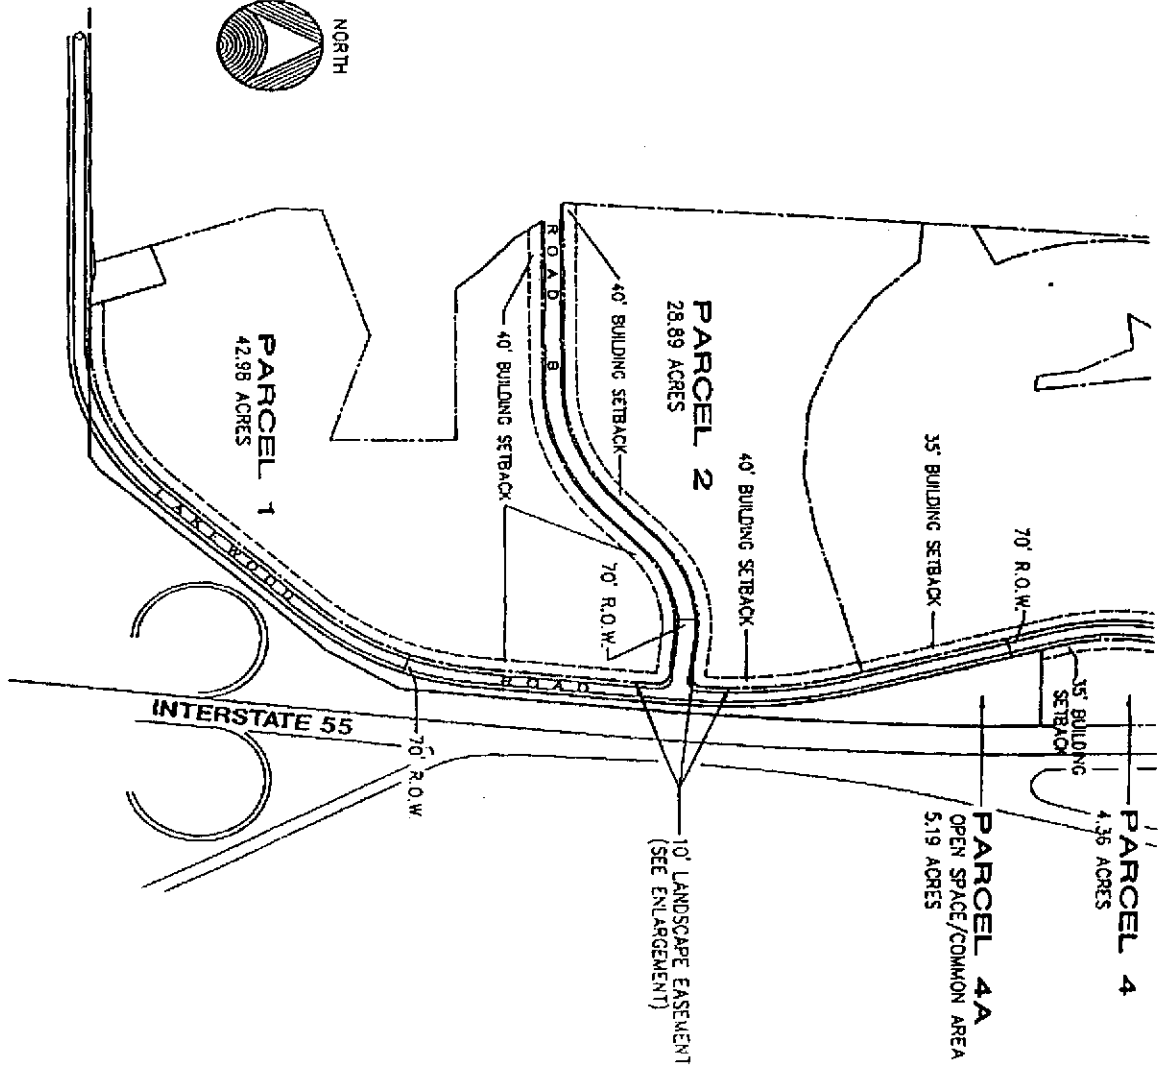 NORTH
PARCEL 4
4.36 ACRES
PARCEL 4A
OPEN SPACE/COMMON AREA
5.19 ACRES
35' BUILDING
SETBACK
70' R.O.W.
35' BUILDING SETBACK
40' BUILDING SETBACK
PARCEL 2
28.89 ACRES
40' BUILDING SETBACK
70' R.O.W.
ROAD B
40' BUILDING SETBACK
10' LANDSCAPE EASEMENT
(SEE ENLARGEMENT)
PARCEL 1
42.98 ACRES
LAKEWOOD ROAD
70' R.O.W.
INTERSTATE 55